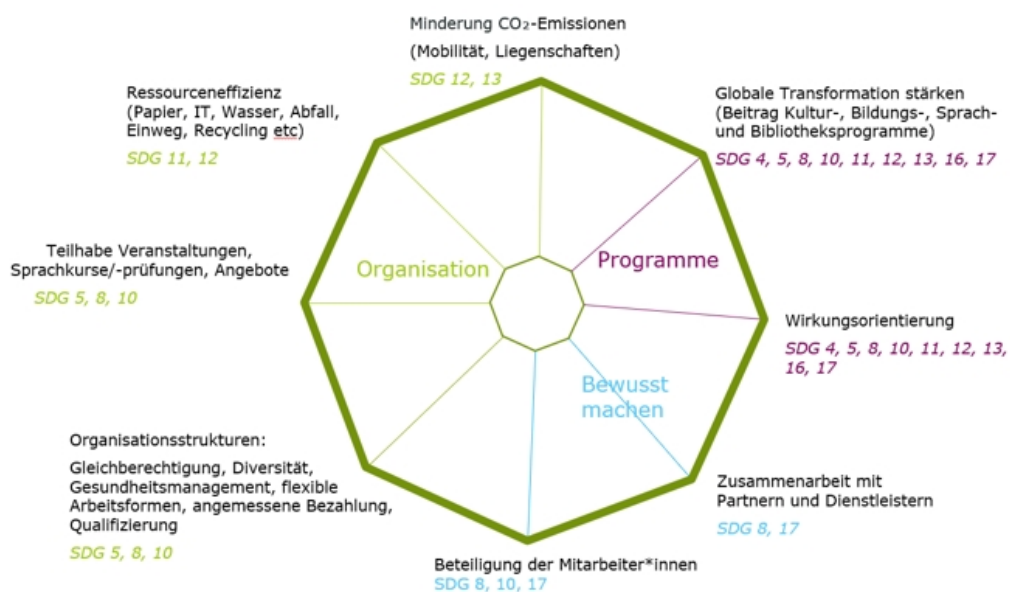 Minderung CO₂-Emissionen
(Mobilität, Liegenschaften)
SDG 12, 13
Globale Transformation stärken
(Beitrag Kultur-, Bildungs-, Sprach-
und Bibliotheksprogramme)
SDG 4, 5, 8, 10, 11, 12, 13, 16, 17
Wirkungsorientierung
SDG 4, 5, 8, 10, 11, 12, 13,
16, 17
Zusammenarbeit mit
Partnern und Dienstleistern
SDG 8, 17
Beteiligung der Mitarbeiter*innen
SDG 8, 10, 17
Organisationsstrukturen:
Gleichberechtigung, Diversität,
Gesundheitsmanagement, flexible
Arbeitsformen, angemessene Bezahlung,
Qualifizierung
SDG 5, 8, 10
Teilhabe Veranstaltungen,
Sprachkurse/-prüfungen, Angebote
SDG 5, 8, 10
Ressourceneffizienz
(Papier, IT, Wasser, Abfall,
Einweg, Recycling etc)
SDG 11, 12
Organisation
Programme
Bewusst
machen